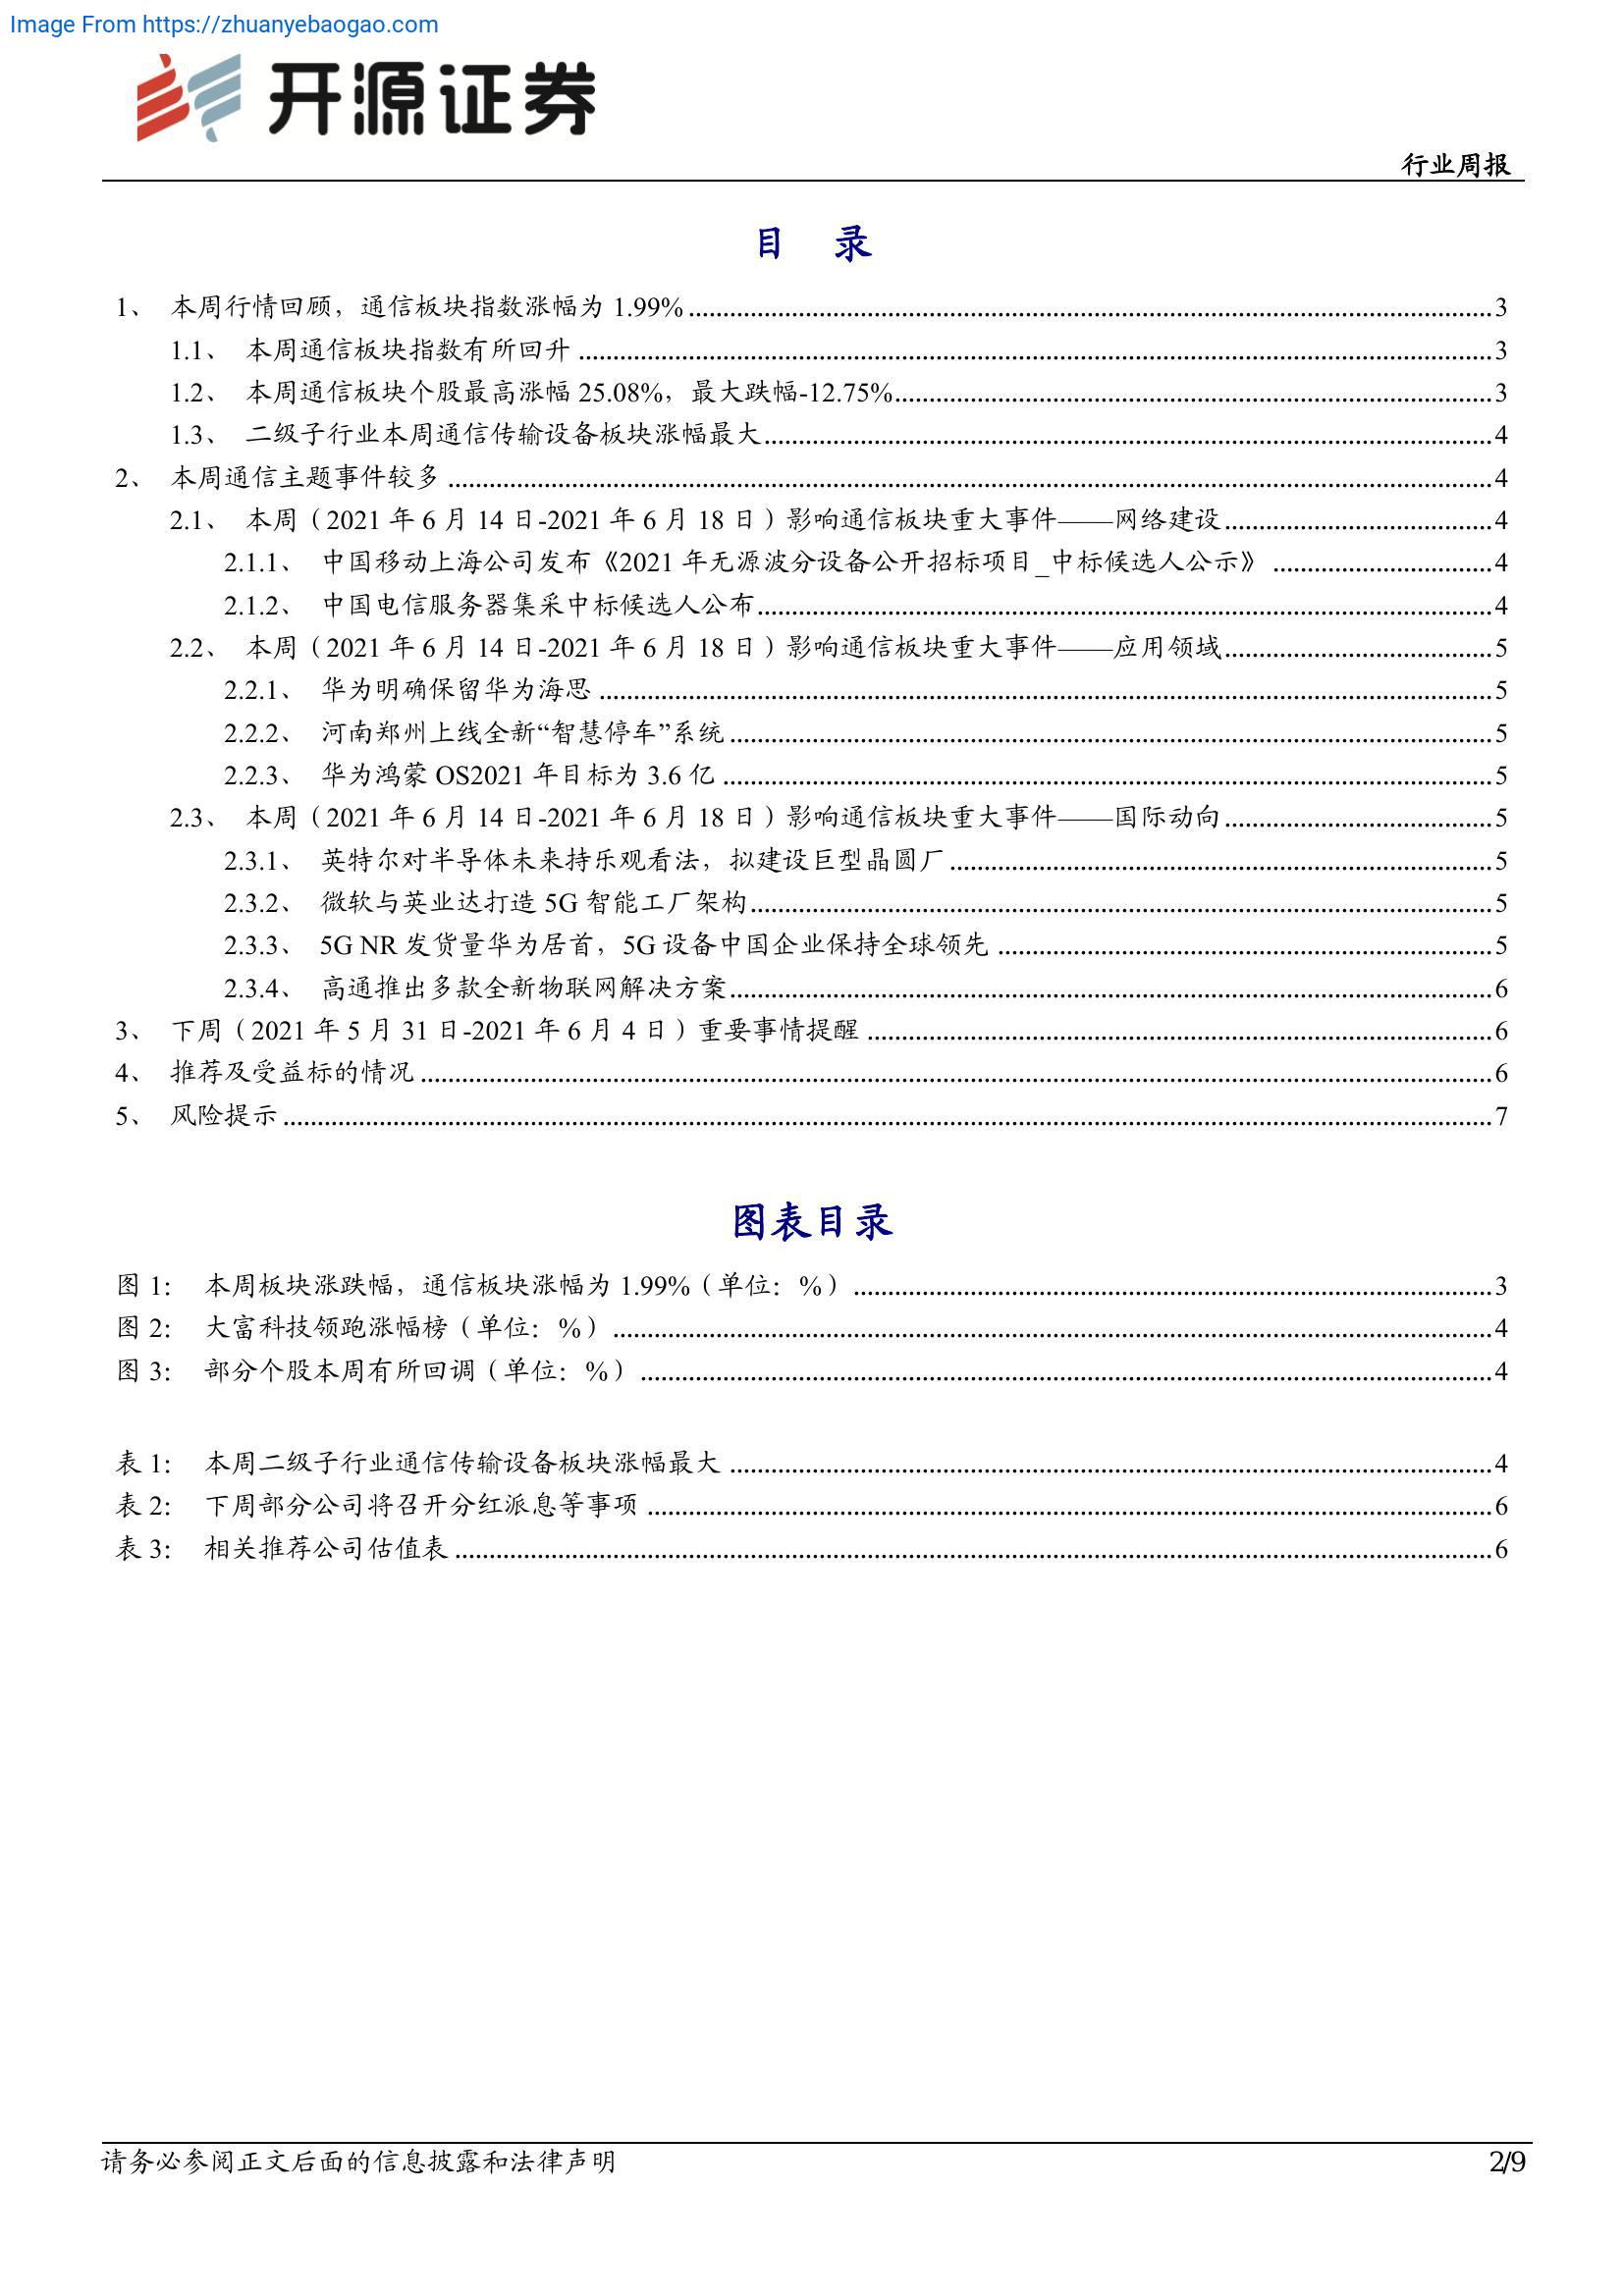 Image From https://zhuanyebaogao.com
开源证券
行业周报
目 录
1、 本周行情回顾，通信板块指数涨幅为 1.99% 3
1.1、 本周通信板块指数有所回升 3
1.2、 本周通信板块个股最高涨幅 25.08%，最大跌幅-12.75% 3
1.3、 二级子行业本周通信传输设备板块涨幅最大 4
2、 本周通信主题事件较多 4
2.1、 本周（2021 年 6 月 14 日-2021 年 6 月 18 日）影响通信板块重大事件——网络建设 4
2.1.1、 中国移动上海公司发布《2021 年无源波分设备公开招标项目_中标候选人公示》 4
2.1.2、 中国电信服务器集采中标候选人公布 4
2.2、 本周（2021 年 6 月 14 日-2021 年 6 月 18 日）影响通信板块重大事件——应用领域 5
2.2.1、 华为明确保留华为海思 5
2.2.2、 河南郑州上线全新“智慧停车”系统 5
2.2.3、 华为鸿蒙 OS2021 年目标为 3.6 亿 5
2.3、 本周（2021 年 6 月 14 日-2021 年 6 月 18 日）影响通信板块重大事件——国际动向 5
2.3.1、 英特尔对半导体未来持乐观看法，拟建设巨型晶圆厂 5
2.3.2、 微软与英业达打造 5G 智能工厂架构 5
2.3.3、 5G NR 发货量华为居首，5G 设备中国企业保持全球领先 5
2.3.4、 高通推出多款全新物联网解决方案 6
3、 下周（2021 年 5 月 31 日-2021 年 6 月 4 日）重要事情提醒 6
4、 推荐及受益标的情况 6
5、 风险提示 7
图表目录
图 1： 本周板块涨跌幅，通信板块涨幅为 1.99%（单位：%） 3
图 2： 大富科技领跑涨幅榜（单位：%） 4
图 3： 部分个股本周有所回调（单位：%） 4
表 1： 本周二级子行业通信传输设备板块涨幅最大 4
表 2： 下周部分公司将召开分红派息等事项 6
表 3： 相关推荐公司估值表 6
请务必参阅正文后面的信息披露和法律声明 2/9